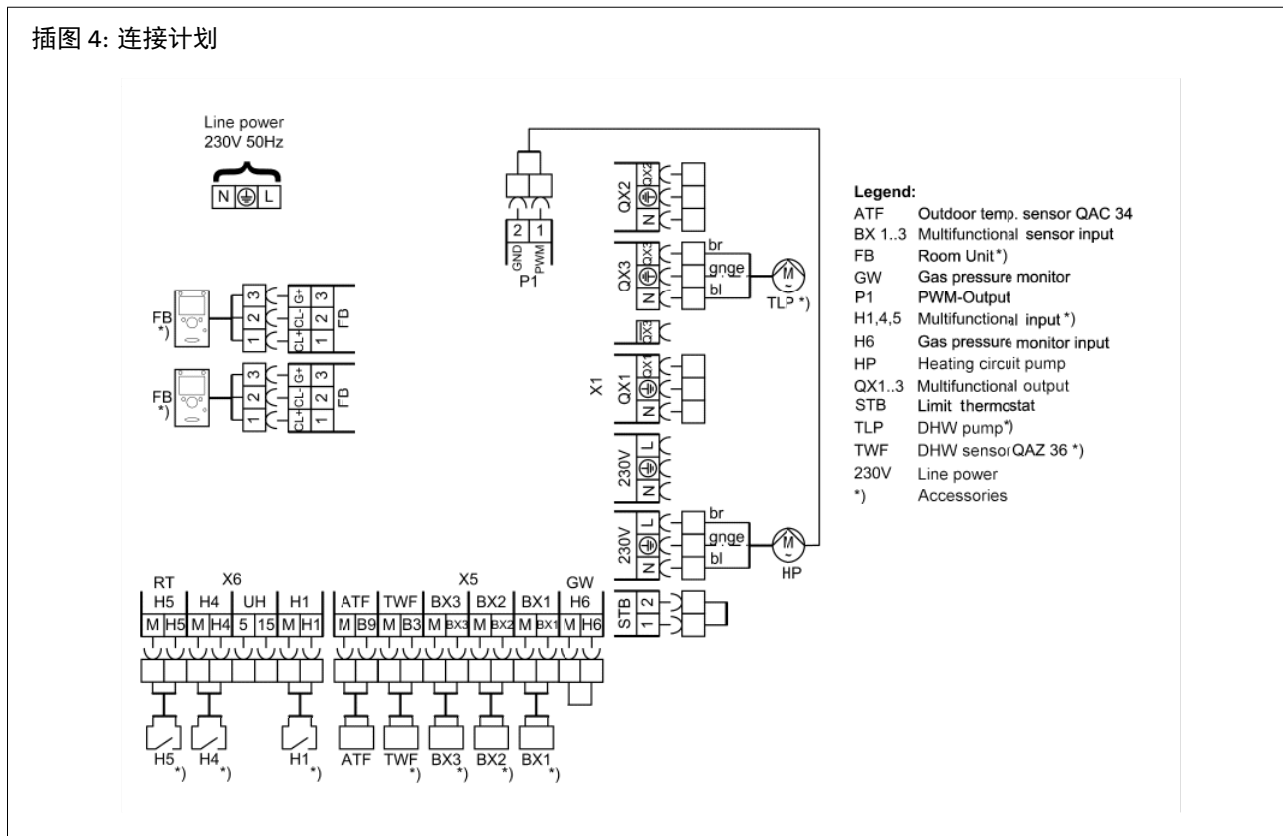 插图 4: 连接计划
Line power
230V 50Hz
N L
2 1
GND PWM
P1
QX2 QX2
N
QX3 QX3
N
br
gnge
bl
M
~
TLP *)
QX3
X1
QX1 QX1
N
230V L
N
230V L
N
br
gnge
bl
M
~
HP
STB 2
1
FB
*)
3 G+ 3
2 CL- 2
1 CL+ 1
FB
FB
*)
3 G+ 3
2 CL- 2
1 CL+ 1
FB
Legend:
ATF Outdoor temp. sensor QAC 34
BX 1..3 Multifunctional sensor input
FB Room Unit*)
GW Gas pressure monitor
P1 PWM-Output
H1,4,5 Multifunctional input *)
H6 Gas pressure monitor input
HP Heating circuit pump
QX1..3 Multifunctional output
STB Limit thermostat
TLP DHW pump*)
TWF DHW sensor QAZ 36 *)
230V Line power
*) Accessories
RT X6 X5 GW
H5 H4 UH H1 ATF TWF BX3 BX2 BX1 H6
M H5 M H4 5 15 M H1 M B9 M B3 M BX3 M BX2 M BX1 M H6
H5 *) H4 *) H1 *) ATF TWF *) BX3 *) BX2 *) BX1 *)